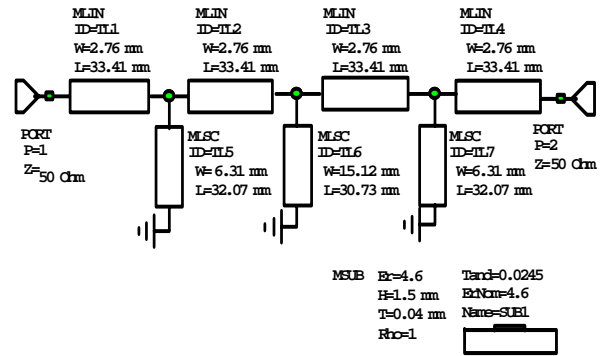 MLIN
ID=TL1
W=2.76 mm
L=33.41 mm
MLIN
ID=TL2
W=2.76 mm
L=33.41 mm
MLIN
ID=TL3
W=2.76 mm
L=33.41 mm
MLIN
ID=TL4
W=2.76 mm
L=33.41 mm
PORT
P=1
Z=50 Ohm
MLSC
ID=TL5
W=6.31 mm
L=32.07 mm
MLSC
ID=TL6
W=15.12 mm
L=30.73 mm
MLSC
ID=TL7
W=6.31 mm
L=32.07 mm
PORT
P=2
Z=50 Ohm
MSUB
Er=4.6
H=1.5 mm
T=0.04 mm
Rho=1
Tand=0.0245
ErNom=4.6
Name=SUB1